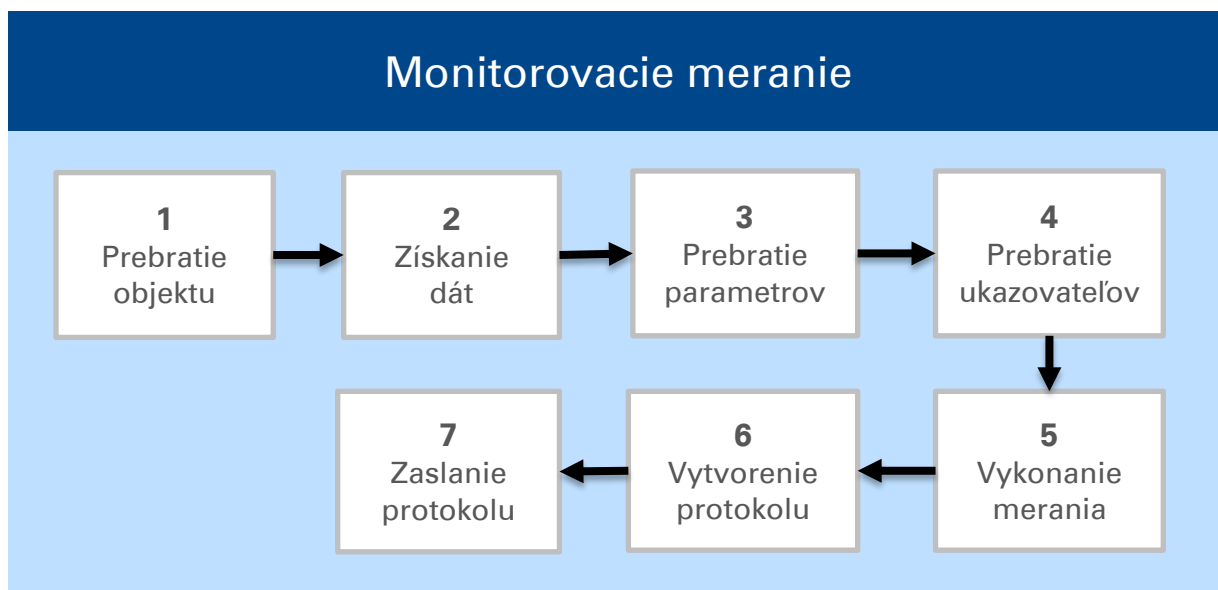 Monitorovacie meranie
1
Prebratie
objektu
2
Získanie
dát
3
Prebratie
parametrov
4
Prebratie
ukazovateľov
5
Vykonanie
merania
6
Vytvorenie
protokolu
7
Zaslanie
protokolu